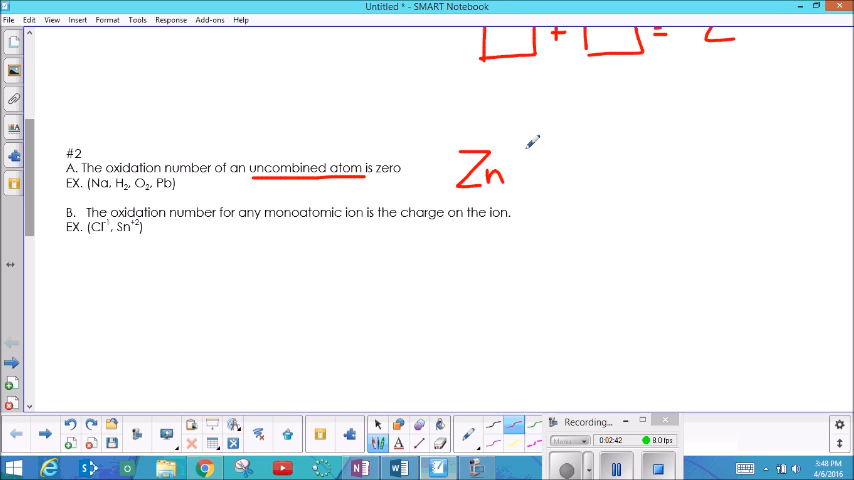 Untitled * - SMART Notebook
File Edit View Insert Format Tools Response Add-ons Help
+ = 2
#2
A. The oxidation number of an uncombined atom is zero
EX. (Na, H₂, O₂, Pb)
Zn
B. The oxidation number for any monoatomic ion is the charge on the ion.
EX. (Cl⁻¹, Sn⁺²)
Recording...
Menu
0:02:42
8.0 fps
3:48 PM
4/6/2016